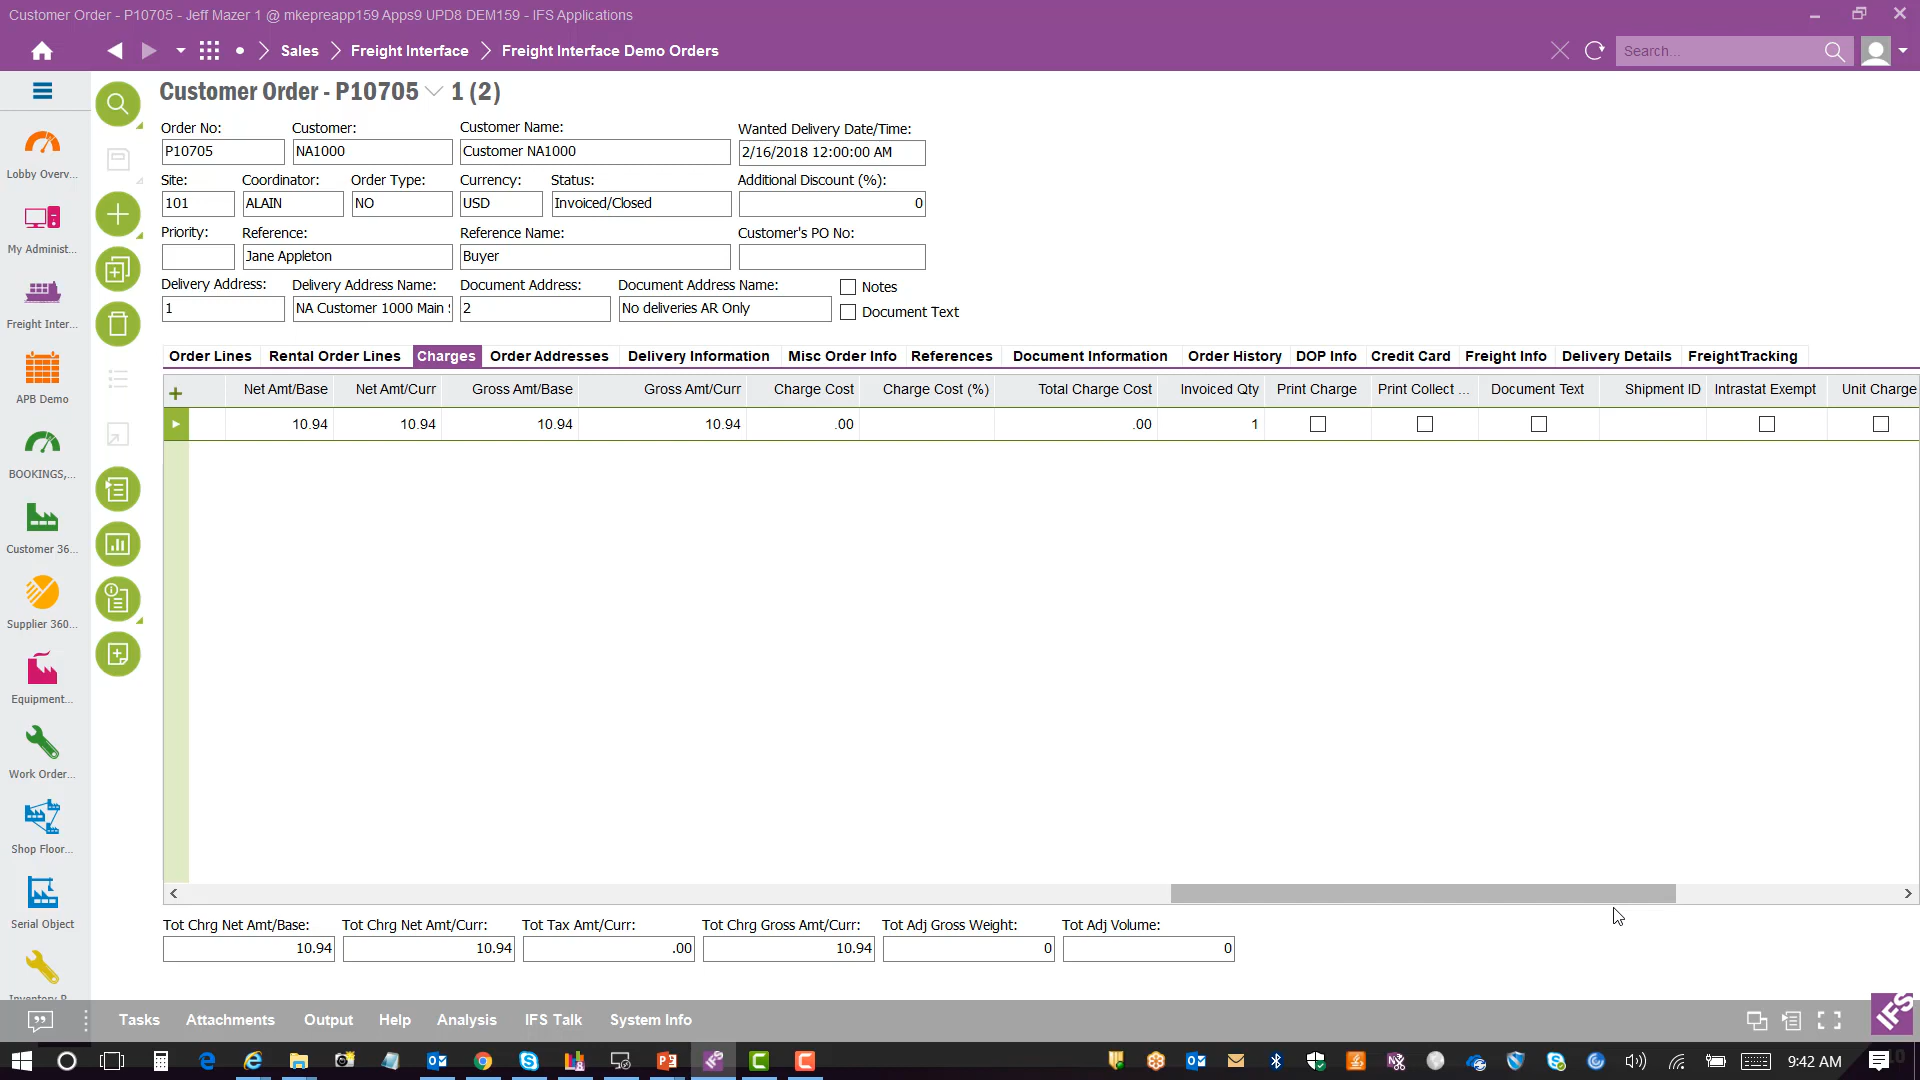 Customer Order - P10705 - Jeff Mazer 1 @ mkepreapp159 Apps9 UPD8 DEM159 - IFS Applications
Sales Freight Interface Freight Interface Demo Orders
Search...
Customer Order - P10705 1 (2)
Order No: Customer: Customer Name: Wanted Delivery Date/Time:
P10705 NA1000 Customer NA1000 2/16/2018 12:00:00 AM
Site: Coordinator: Order Type: Currency: Status: Additional Discount (%):
101 ALAIN NO USD Invoiced/Closed 0
Priority: Reference: Reference Name: Customer's PO No:
Jane Appleton Buyer
Delivery Address: Delivery Address Name: Document Address: Document Address Name: Notes
1 NA Customer 1000 Main 2 No deliveries AR Only Document Text
Order Lines Rental Order Lines Charges Order Addresses Delivery Information Misc Order Info References Document Information Order History DOP Info Credit Card Freight Info Delivery Details FreightTracking
Net Amt/Base Net Amt/Curr Gross Amt/Base Gross Amt/Curr Charge Cost Charge Cost (%) Total Charge Cost Invoiced Qty Print Charge Print Collect ... Document Text Shipment ID Intrastat Exempt Unit Charge
10.94 10.94 10.94 10.94 .00 .00 1
Tot Chrg Net Amt/Base: Tot Chrg Net Amt/Curr: Tot Tax Amt/Curr: Tot Chrg Gross Amt/Curr: Tot Adj Gross Weight: Tot Adj Volume:
10.94 10.94 .00 10.94 0 0
Lobby Overv...
My Administ...
Freight Inter...
APB Demo
BOOKINGS,...
Customer 36...
Supplier 360...
Equipment...
Work Order...
Shop Floor...
Serial Object
Tasks Attachments Output Help Analysis IFS Talk System Info
IFS
9:42 AM